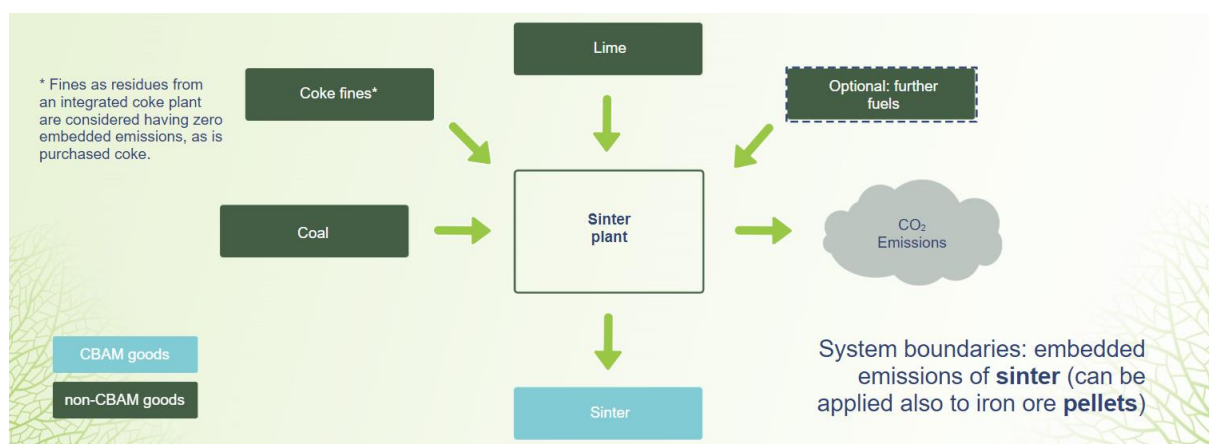 Lime
* Fines as residues from
an integrated coke plant
are considered having zero
embedded emissions, as is
purchased coke.
Coke fines*
Optional: further
fuels
Coal
Sinter
plant
CO₂
Emissions
CBAM goods
non-CBAM goods
Sinter
System boundaries: embedded
emissions of sinter (can be
applied also to iron ore pellets)